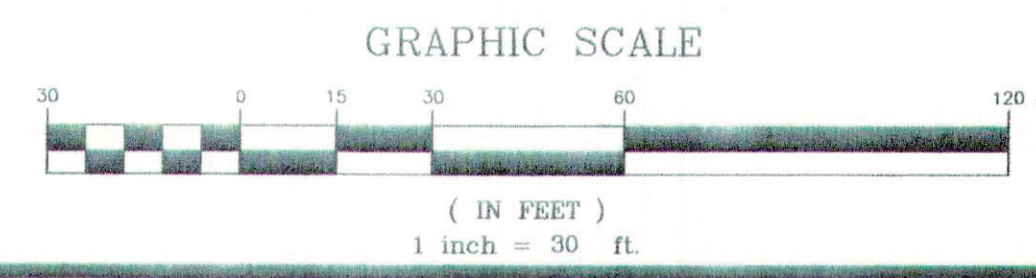 GRAPHIC SCALE
30 0 15 30 60 120
( IN FEET )
1 inch = 30 ft.